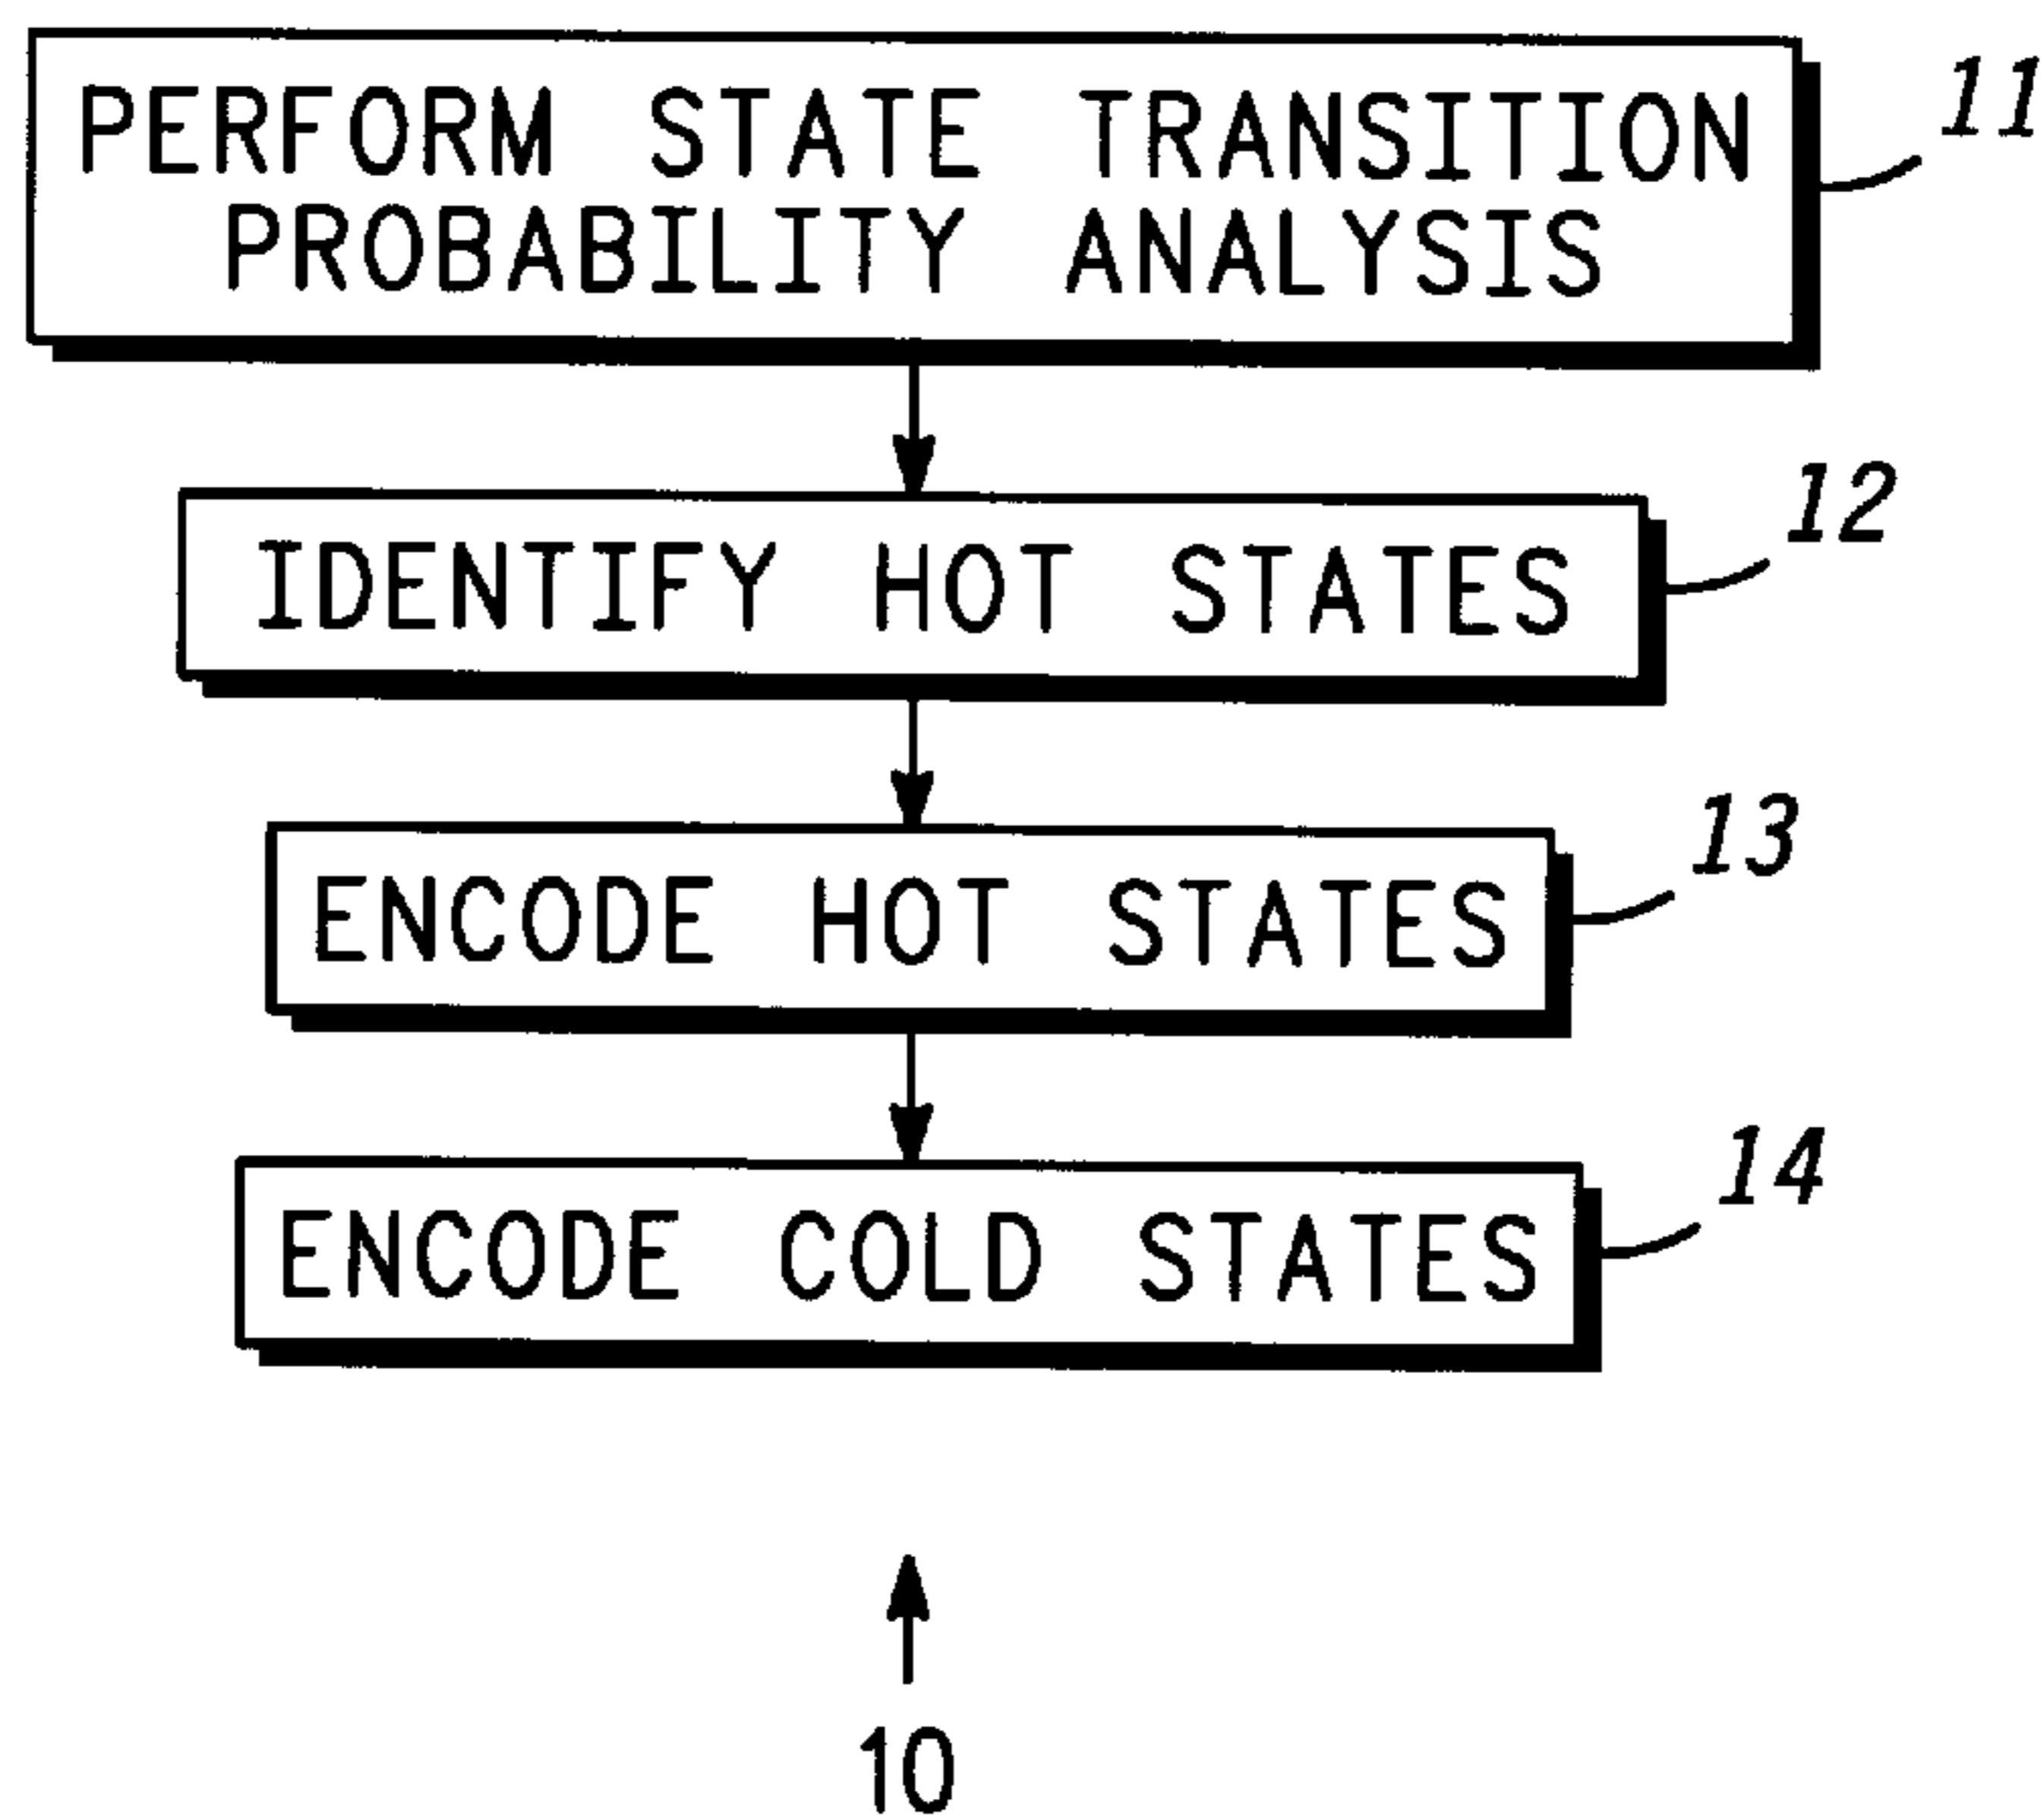 PERFORM STATE TRANSITION
PROBABILITY ANALYSIS
11
IDENTIFY HOT STATES
12
ENCODE HOT STATES
13
ENCODE COLD STATES
14
10